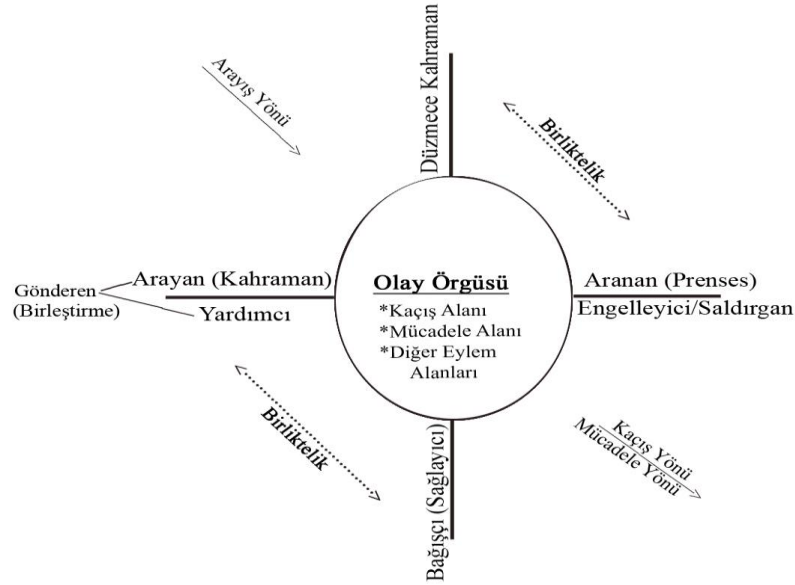 Düzmece Kahraman
Arayış Yönü
Birliktelik
Arayan (Kahraman)
Yardımcı
Gönderen
(Birleştirme)
Olay Örgüsü
*Kaçış Alanı
*Mücadele Alanı
*Diğer Eylem
Alanları
Aranan (Prenses)
Engelleyici/Saldırgan
Birliktelik
Bağışçı (Sağlayıcı)
Kaçış Yönü
Mücadele Yönü